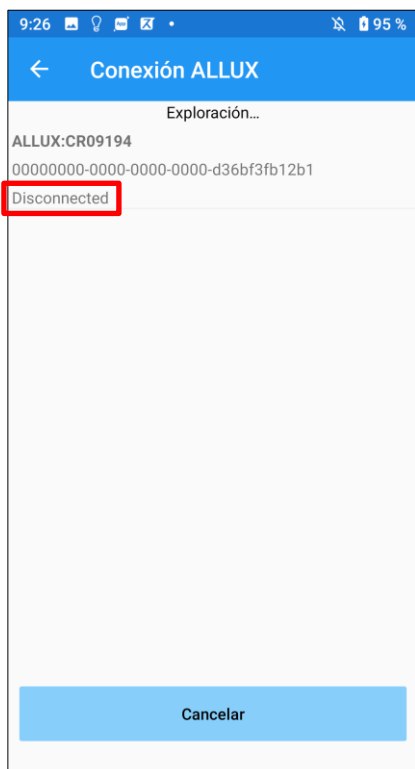 9:26 95 %
Conexión ALLUX
Exploración...
ALLUX:CR09194
00000000-0000-0000-0000-d36bf3fb12b1
Disconnected
Cancelar